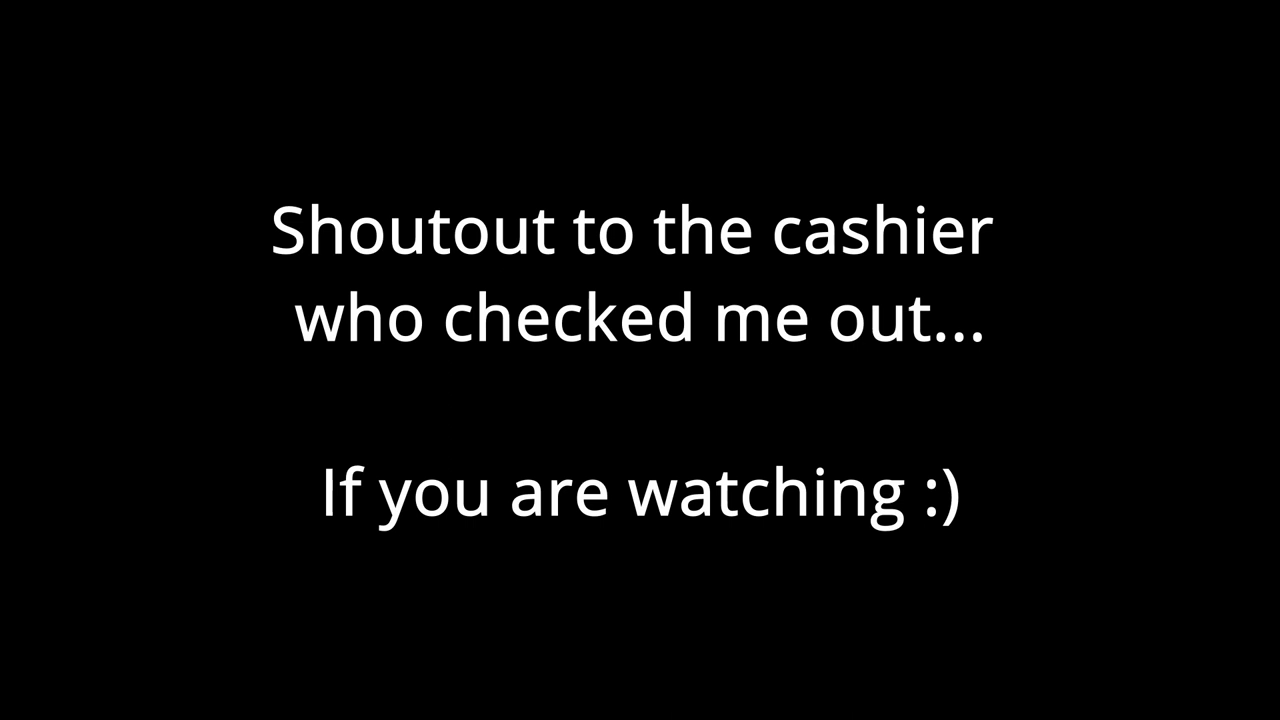 Shoutout to the cashier
who checked me out...
If you are watching :)